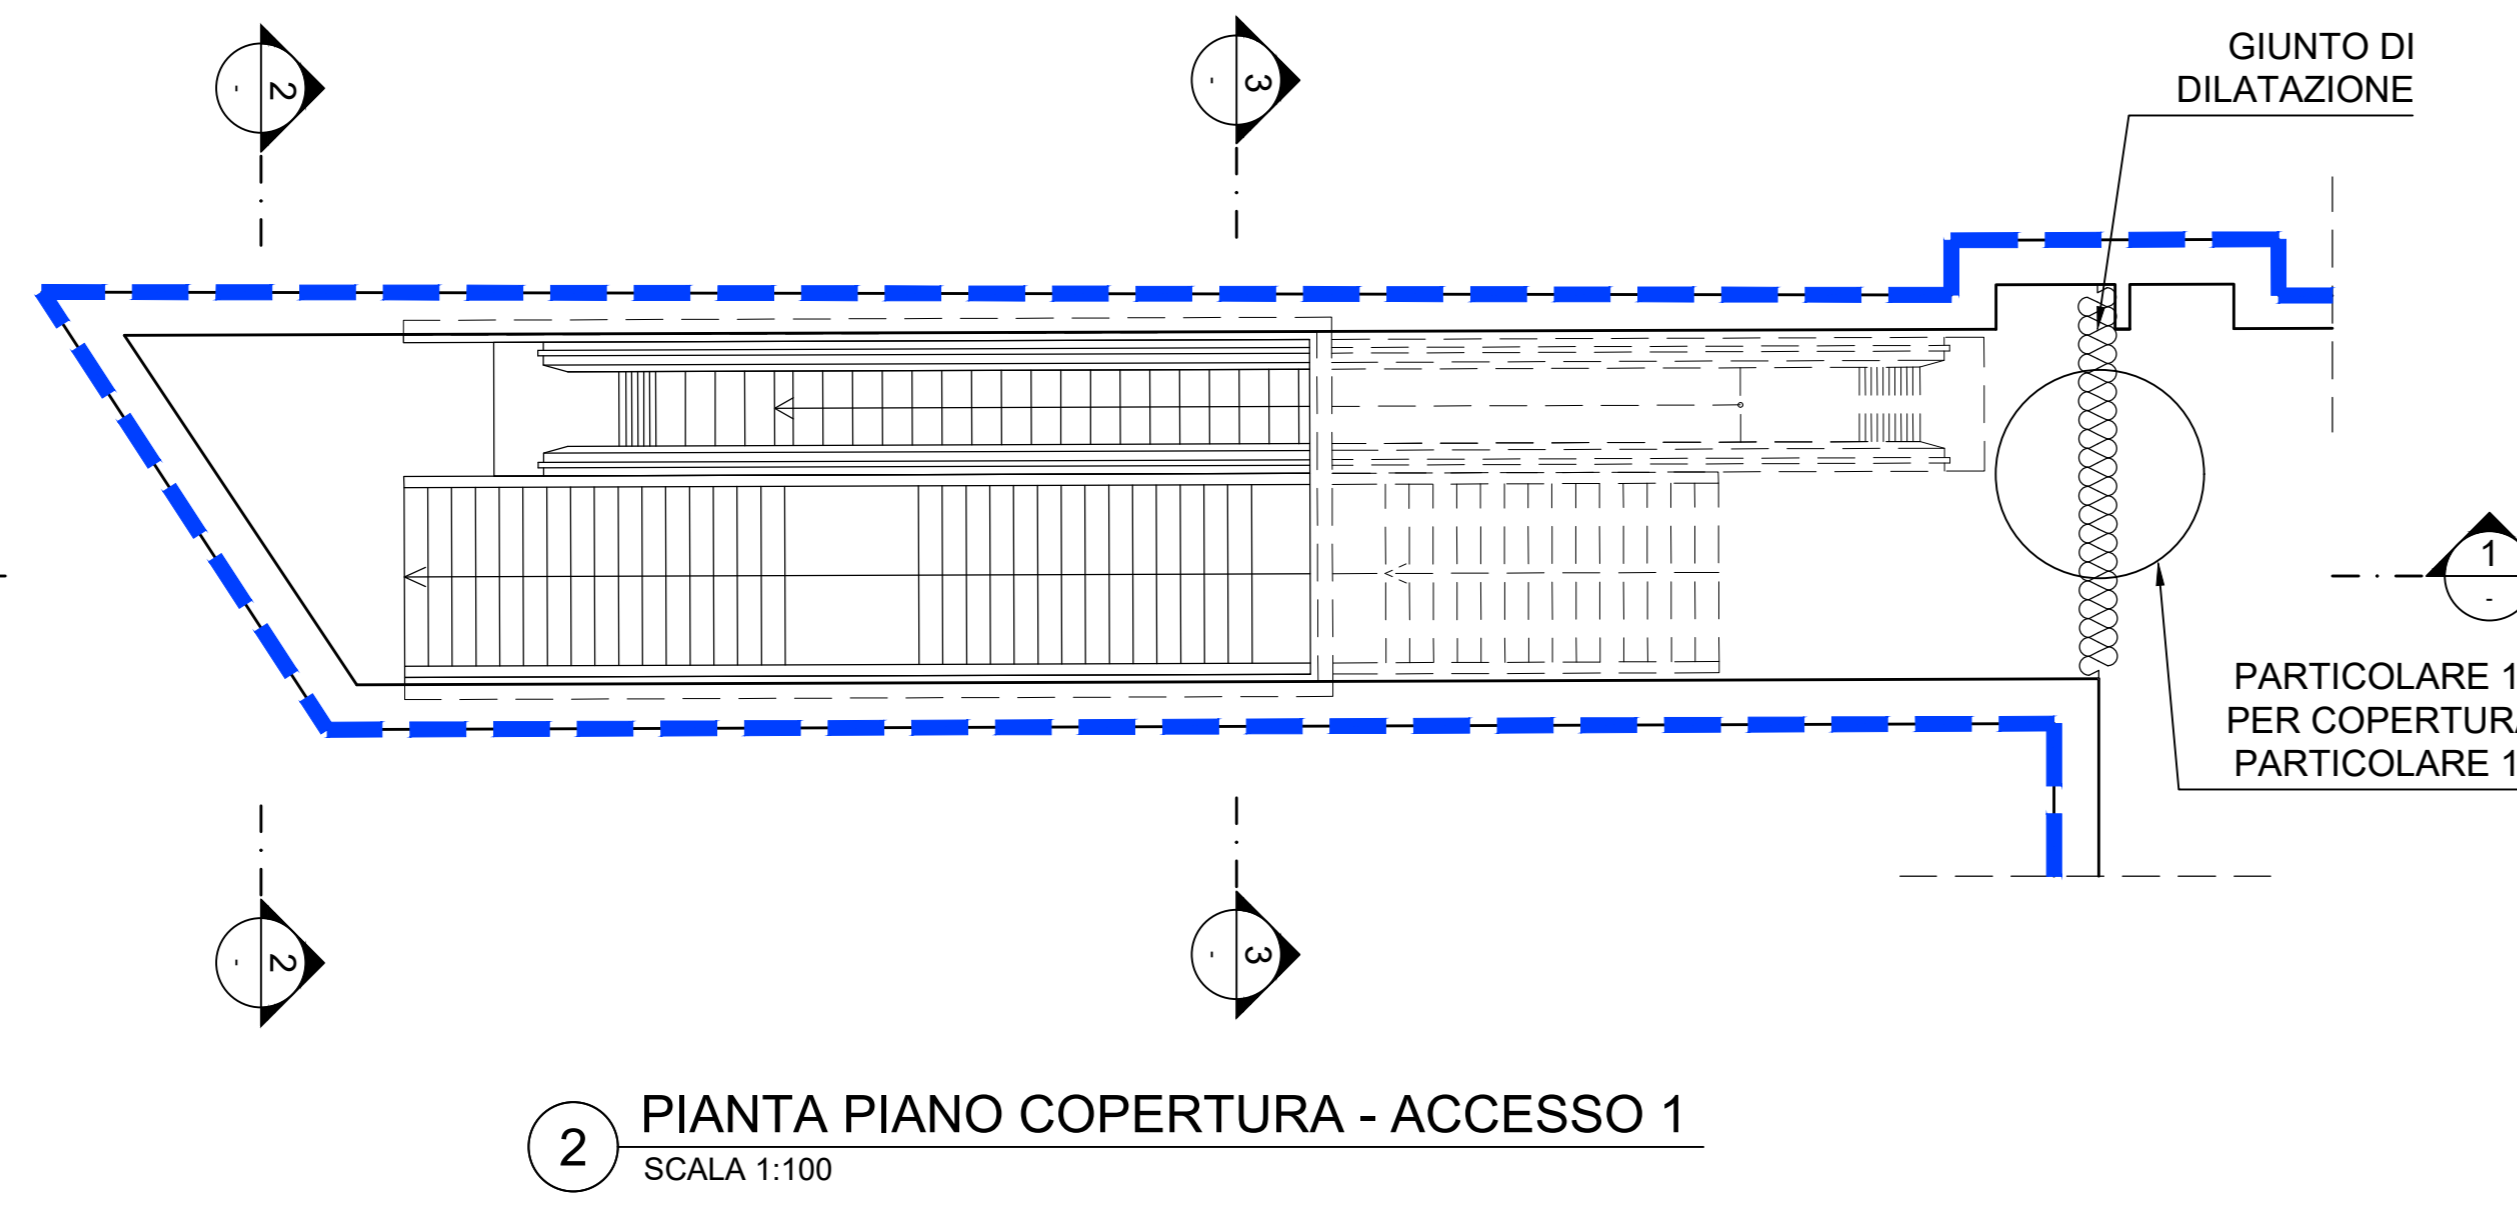 2
-
3
-
GIUNTO DI
DILATAZIONE
1
-
PARTICOLARE 1
PER COPERTURA
PARTICOLARE 1
2
-
3
-
2
PIANTA PIANO COPERTURA - ACCESSO 1
SCALA 1:100